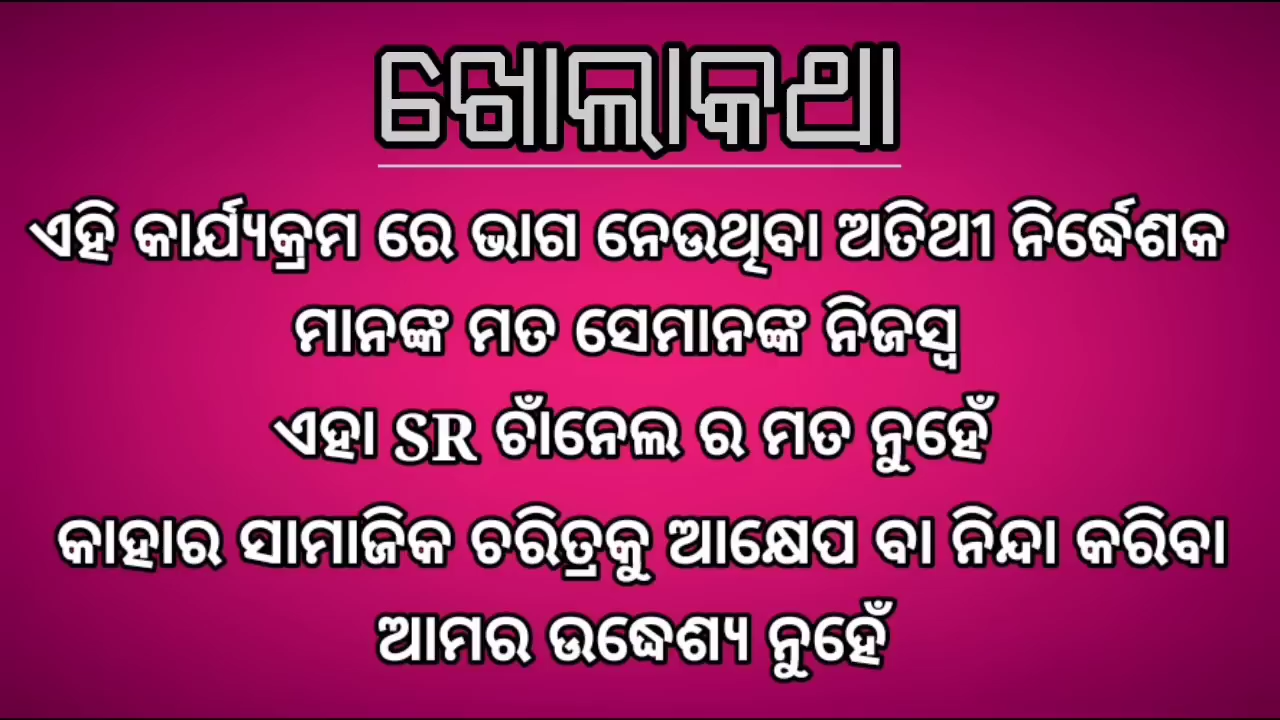 ଖୋଲାକଥା
ଏହି କାର୍ଯ୍ୟକ୍ରମ ରେ ଭାଗ ନେଉଥିବା ଅତିଥୀ ନିର୍ଦ୍ଧେଶକ
ମାନଙ୍କ ମତ ସେମାନଙ୍କ ନିଜସ୍ୱ
ଏହା SR ଚାଁନେଲ ର ମତ ନୁହେଁ
କାହାର ସାମାଜିକ ଚରିତ୍ରକୁ ଆକ୍ଷେପ ବା ନିନ୍ଦା କରିବା
ଆମର ଉଦ୍ଧେଶ୍ୟ ନୁହେଁ